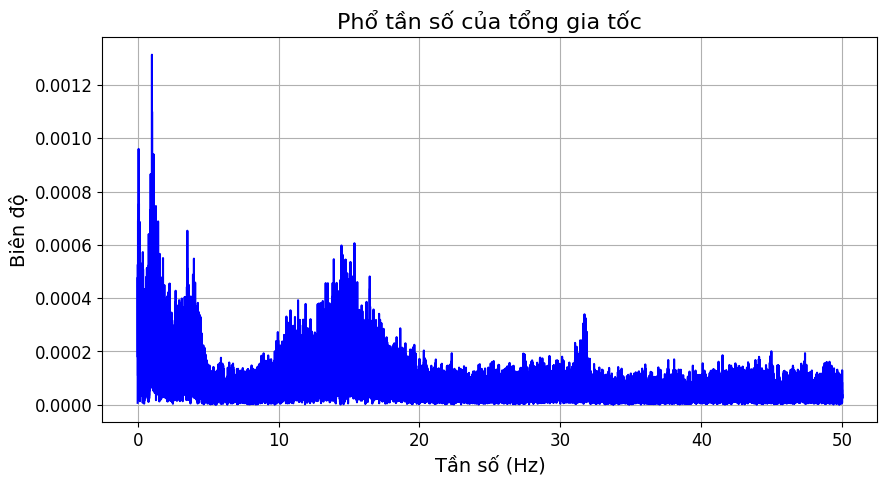 Phổ tần số của tổng gia tốc
Biên độ
0.0012
0.0010
0.0008
0.0006
0.0004
0.0002
0.0000
0 10 20 30 40 50
Tần số (Hz)